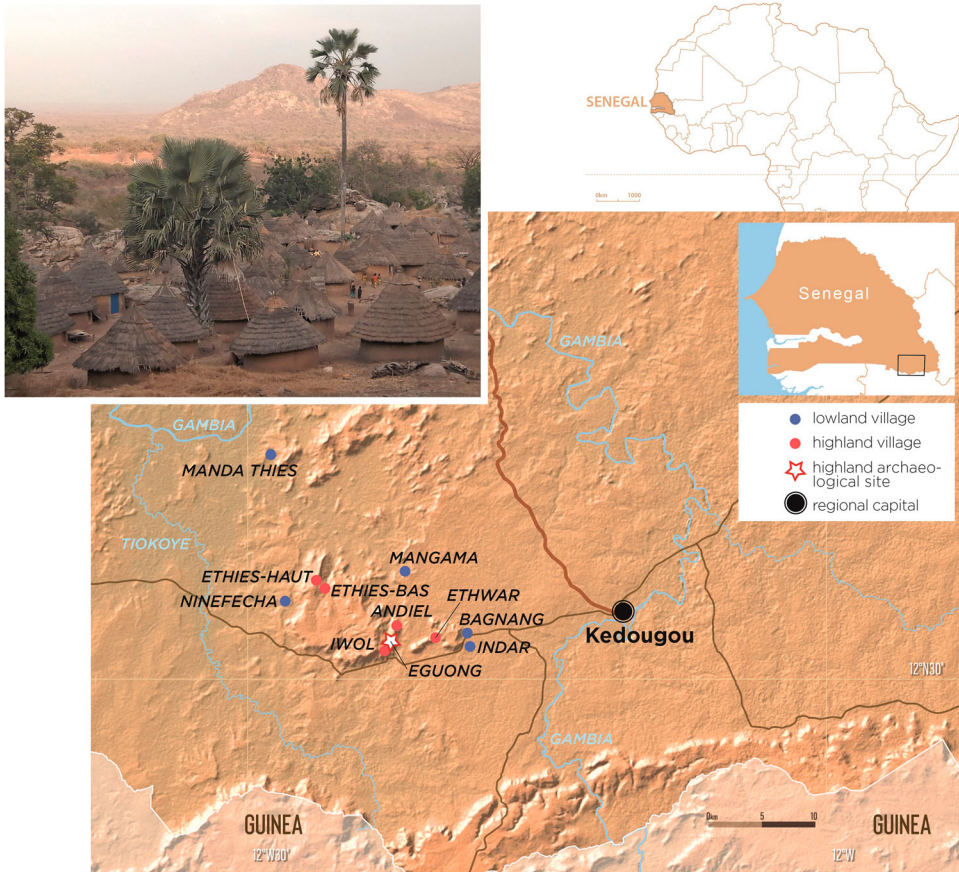 SENEGAL
0km 1000
Senegal
lowland village
highland village
highland archaeo-
logical site
regional capital
GAMBIA
GAMBIA
MANDA THIES
TIOKOYE
MANGAMA
ETHIES-HAUT
ETHIES-BAS
ETHWAR
NINEFECHA
ANDIEL
BAGNANG
Kedougou
IWOL
INDAR
EGUONG
12°N30'
GAMBIA
0km 5 10
GUINEA
GUINEA
12°W30'
12°W